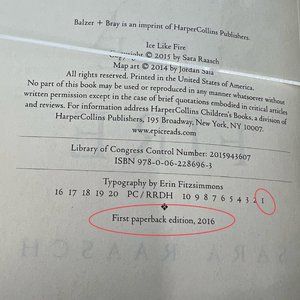 Balzer + Bray is an imprint of HarperCollins Publishers.
Ice Like Fire
Copyright © 2015 by Sara Raasch
Map art © 2014 by Jordan Saia
All rights reserved. Printed in the United States of America.
No part of this book may be used or reproduced in any manner whatsoever without
written permission except in the case of brief quotations embodied in critical articles
and reviews. For information address HarperCollins Children's Books, a division of
HarperCollins Publishers, 195 Broadway, New York, NY 10007.
www.epicreads.com
Library of Congress Control Number: 2015943607
ISBN 978-0-06-228696-3
Typography by Erin Fitzsimmons
16 17 18 19 20 PC/RRDH 10 9 8 7 6 5 4 3 2 1
First paperback edition, 2016